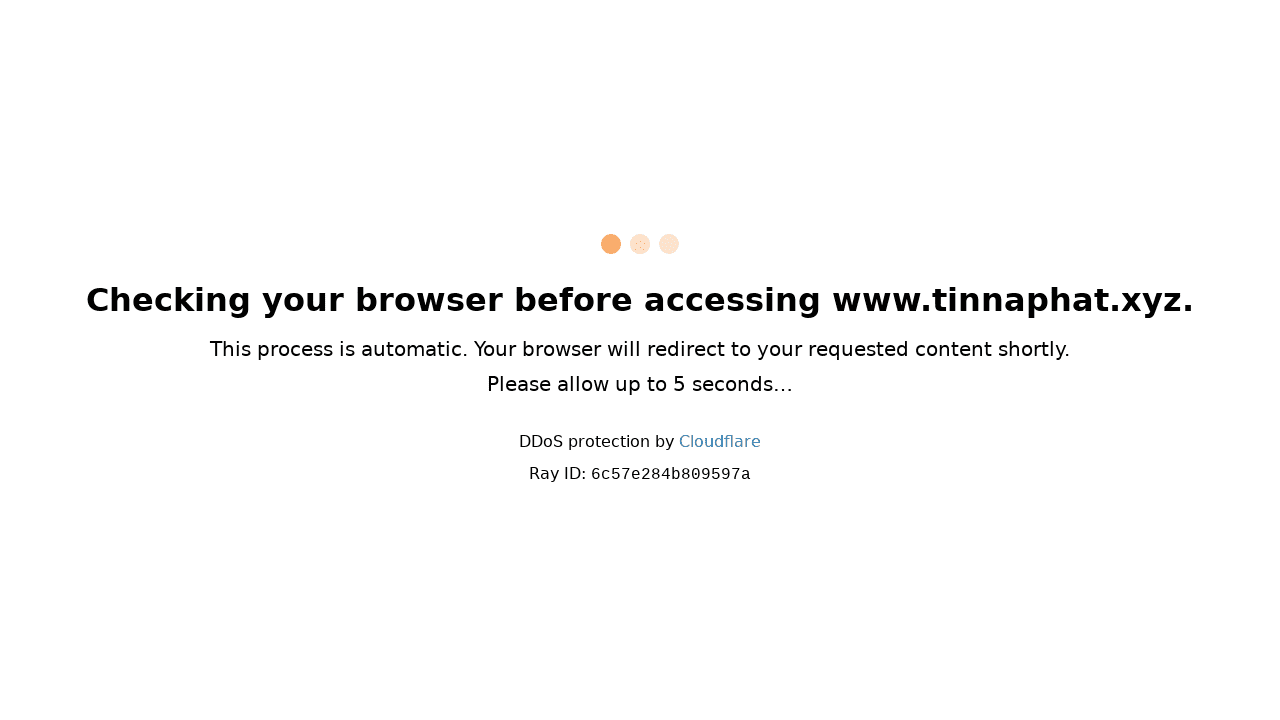 Checking your browser before accessing www.tinnaphat.xyz.
This process is automatic. Your browser will redirect to your requested content shortly.
Please allow up to 5 seconds…
DDoS protection by Cloudflare
Ray ID: 6c57e284b809597a